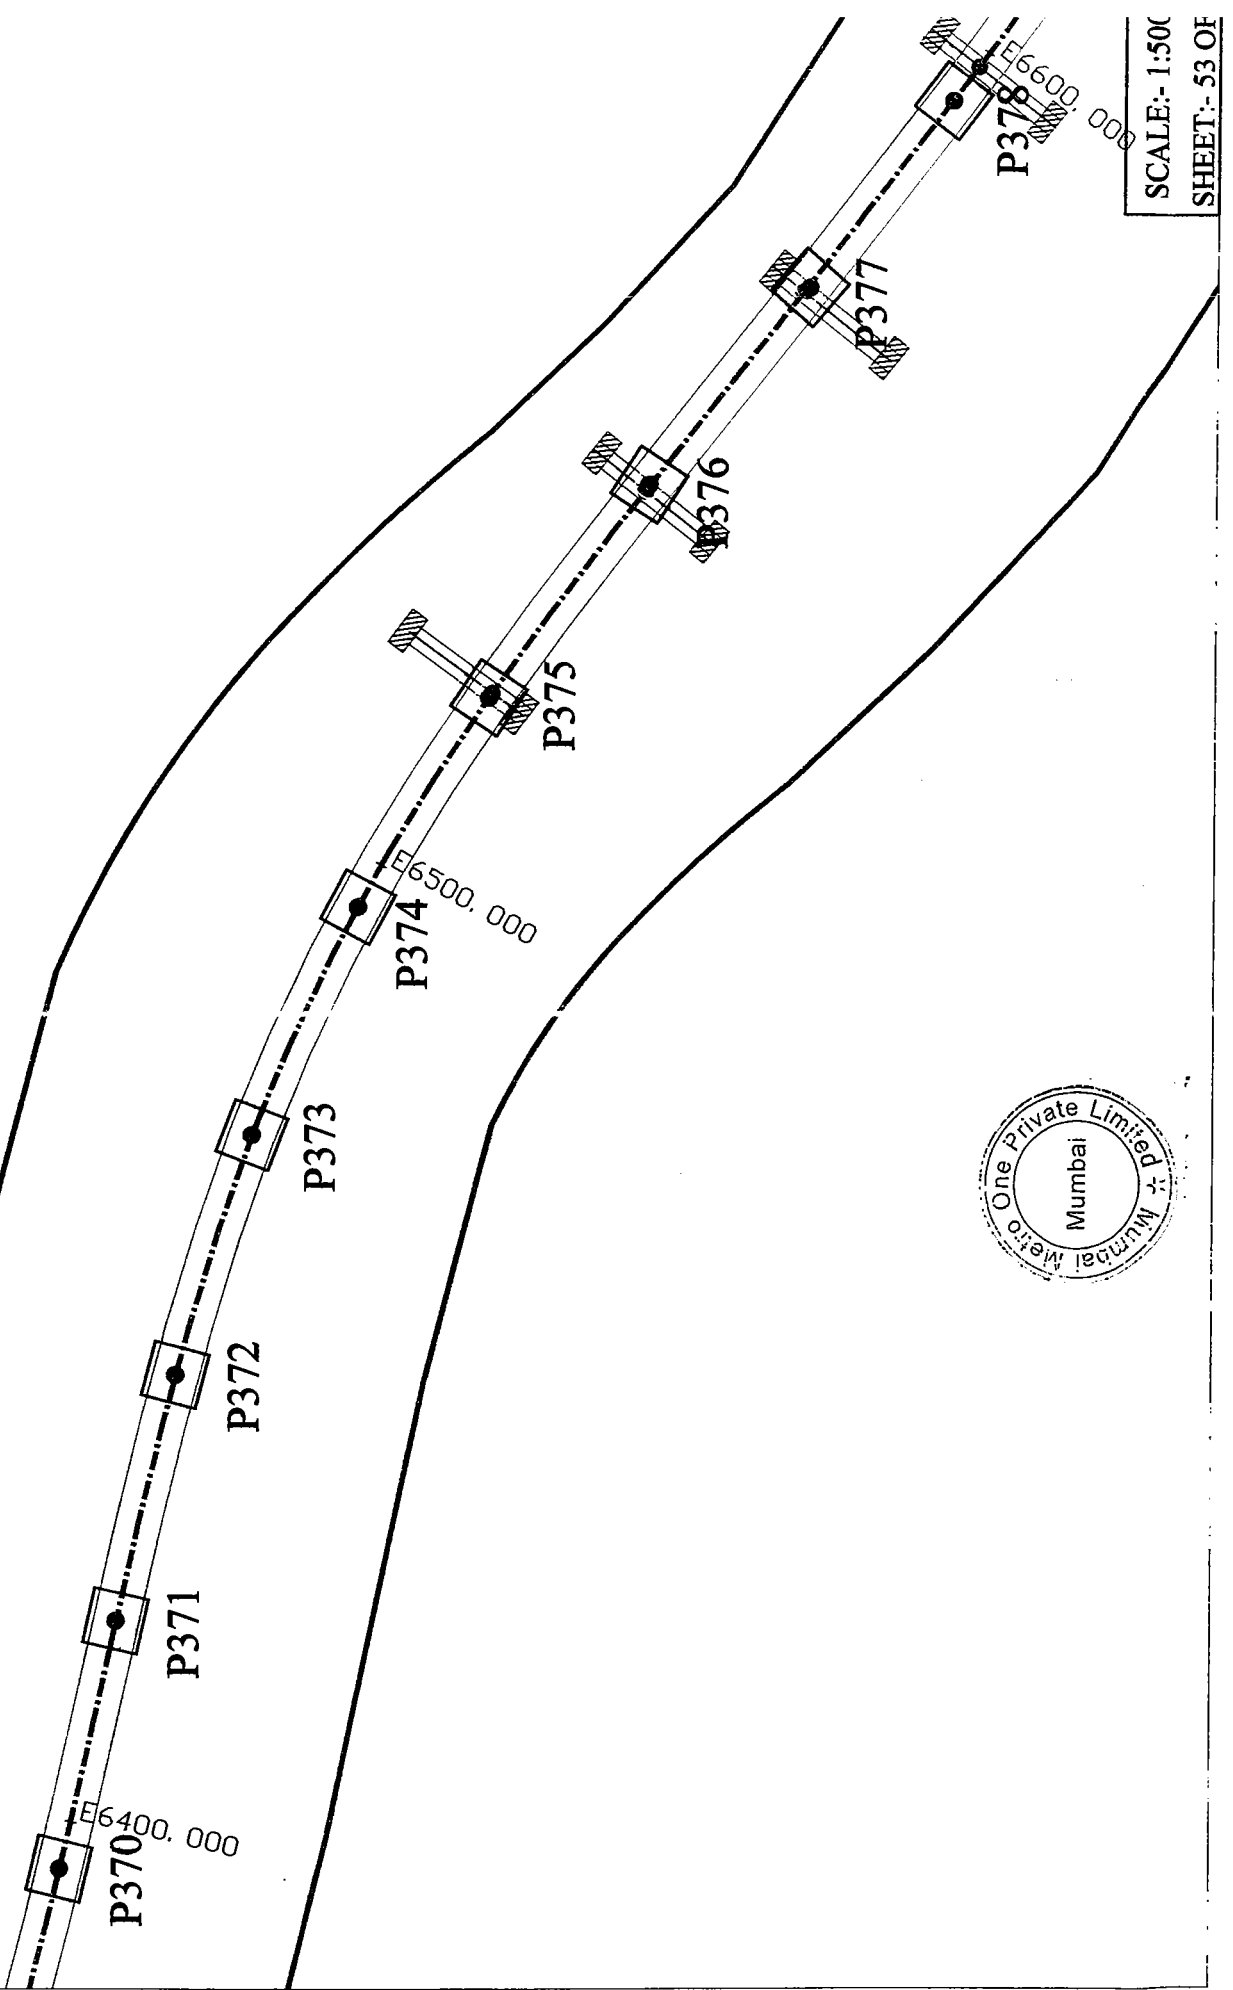 SCALE:- 1:500
SHEET:- 53 OF
E6600.000
P378
P377
P376
P375
E6500.000
P374
P373
P372
P371
E6400.000
P370
Mumbai Metro One Private Limited
Mumbai